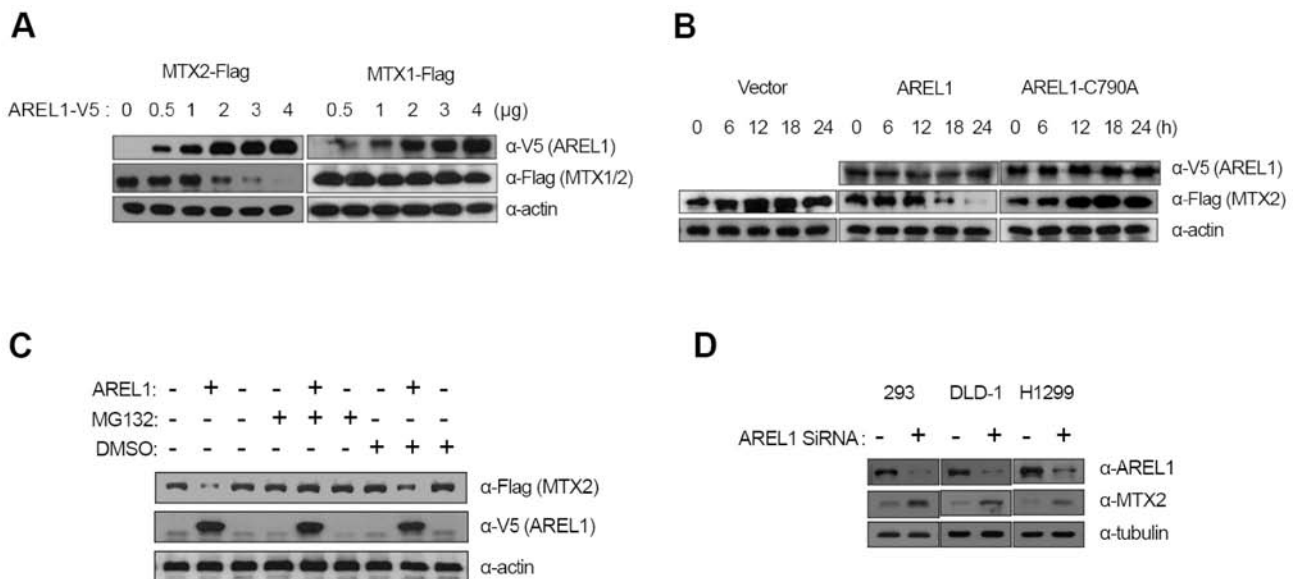 A
MTX2-Flag MTX1-Flag
AREL1-V5 : 0 0.5 1 2 3 4 0.5 1 2 3 4 (µg)
α-V5 (AREL1)
α-Flag (MTX1/2)
α-actin
B
Vector AREL1 AREL1-C790A
0 6 12 18 24 0 6 12 18 24 0 6 12 18 24 (h)
α-V5 (AREL1)
α-Flag (MTX2)
α-actin
C
AREL1: - + - - + - - + -
MG132: - - - + + + - - -
DMSO: - - - - - - + + +
α-Flag (MTX2)
α-V5 (AREL1)
α-actin
D
293 DLD-1 H1299
AREL1 SiRNA : - + - + - +
α-AREL1
α-MTX2
α-tubulin